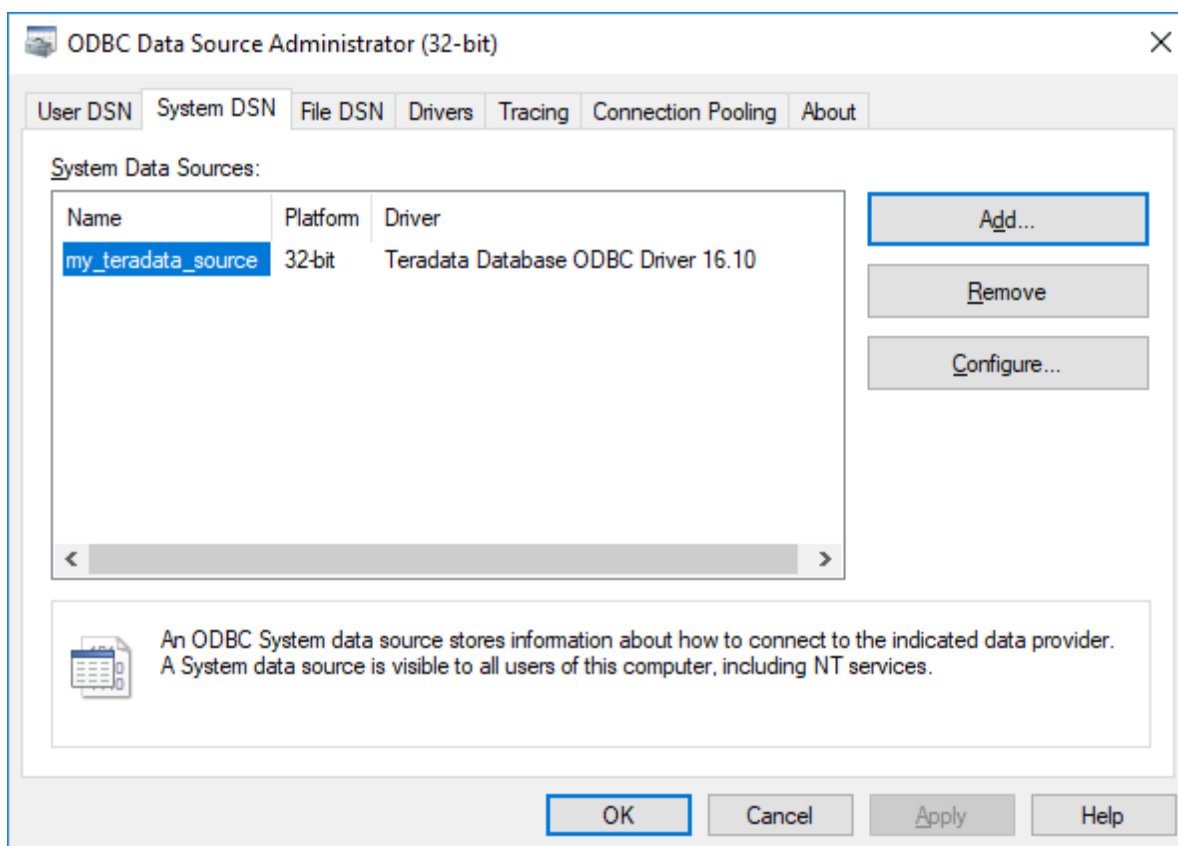 ODBC Data Source Administrator (32-bit)
User DSN System DSN File DSN Drivers Tracing Connection Pooling About
System Data Sources:
Name Platform Driver
my_teradata_source 32-bit Teradata Database ODBC Driver 16.10
Add...
Remove
Configure...
An ODBC System data source stores information about how to connect to the indicated data provider.
A System data source is visible to all users of this computer, including NT services.
OK Cancel Apply Help